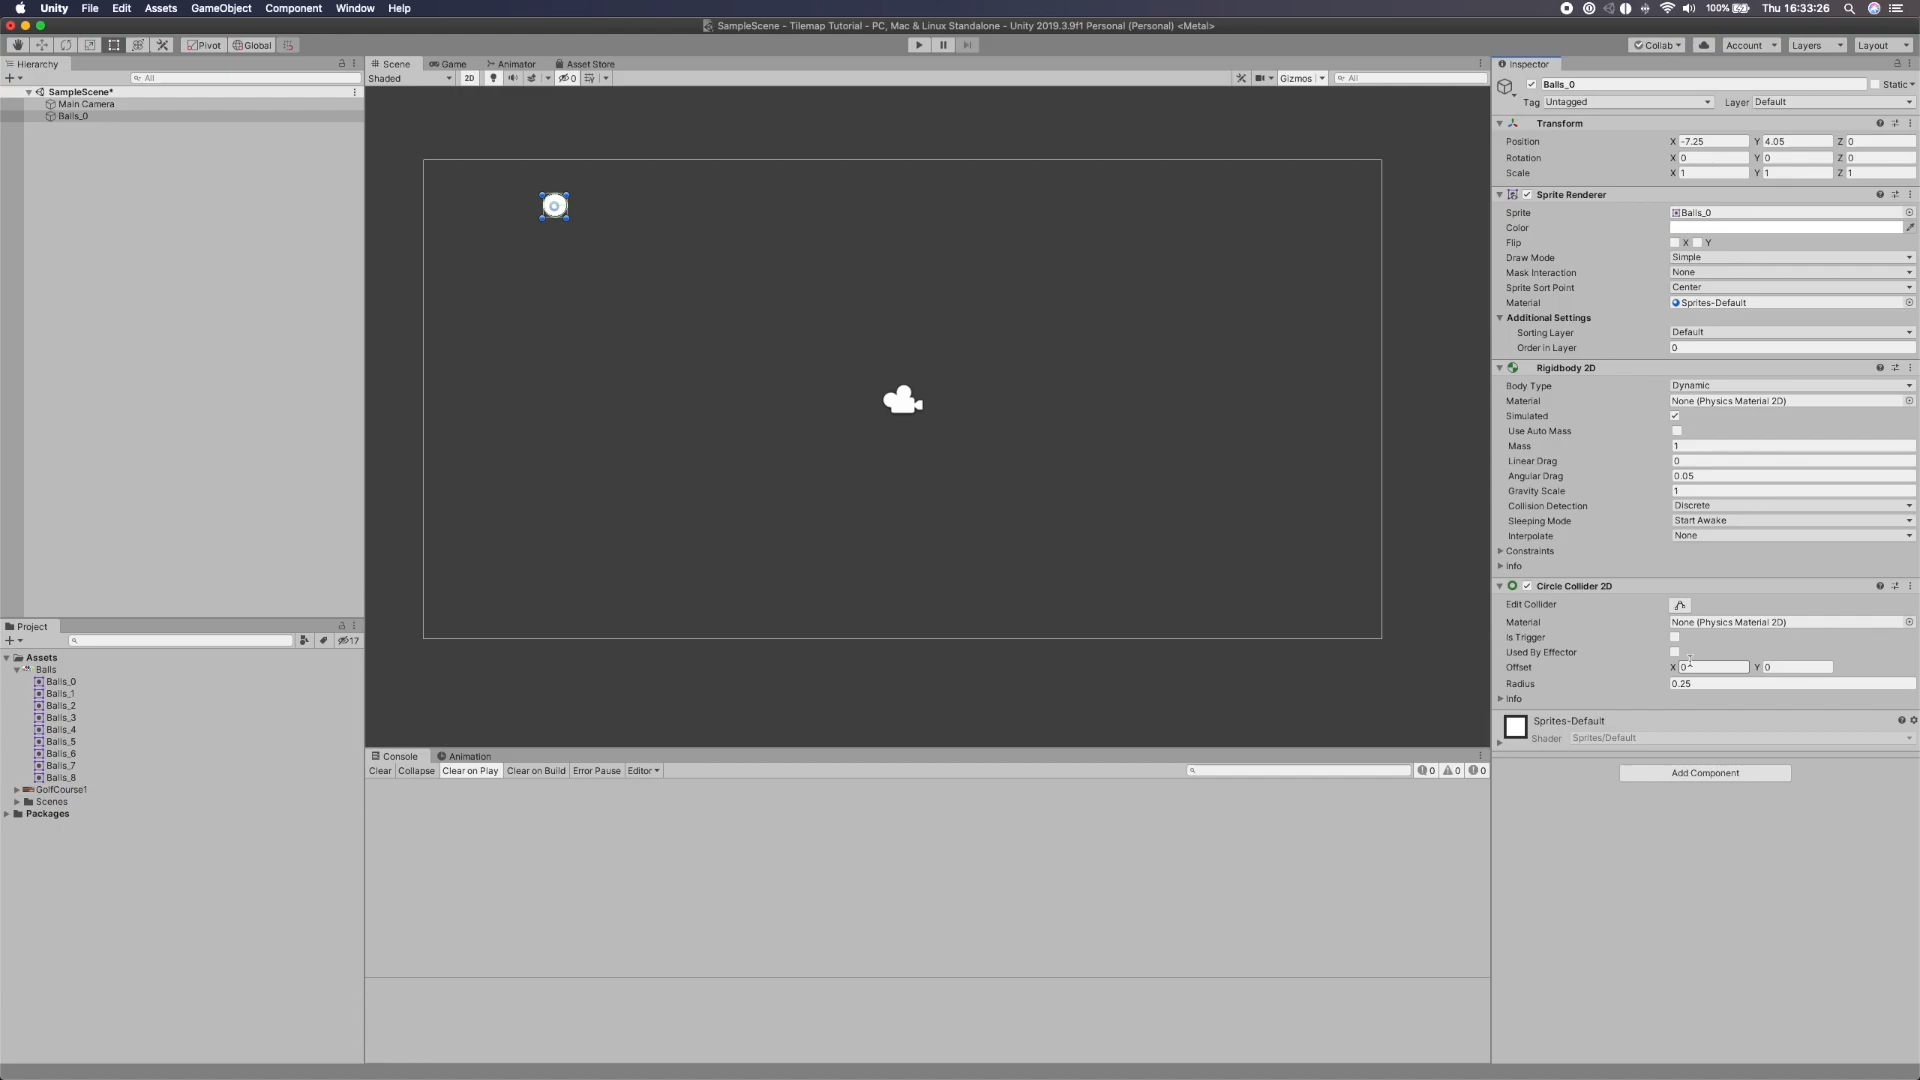 Unity File Edit Assets GameObject Component Window Help 100% Thu 16:33:26
SampleScene - Tilemap Tutorial - PC, Mac & Linux Standalone - Unity 2019.3.9f1 Personal (Personal) <Metal>
Pivot Global Collab Account Layers Layout
Hierarchy
All
SampleScene*
Main Camera
Balls_0
Scene Game Animator Asset Store
Shaded 2D 0 Gizmos All
Project
17
Assets
Balls
Balls_0
Balls_1
Balls_2
Balls_3
Balls_4
Balls_5
Balls_6
Balls_7
Balls_8
GolfCourse1
Scenes
Packages
Console Animation
Clear Collapse Clear on Play Clear on Build Error Pause Editor 0 0 0
Inspector
Balls_0 Static
Tag Untagged Layer Default
Transform
Position X -7.25 Y 4.05 Z 0
Rotation X 0 Y 0 Z 0
Scale X 1 Y 1 Z 1
Sprite Renderer
Sprite Balls_0
Color
Flip X Y
Draw Mode Simple
Mask Interaction None
Sprite Sort Point Center
Material Sprites-Default
Additional Settings
Sorting Layer Default
Order in Layer 0
Rigidbody 2D
Body Type Dynamic
Material None (Physics Material 2D)
Simulated
Use Auto Mass
Mass 1
Linear Drag 0
Angular Drag 0.05
Gravity Scale 1
Collision Detection Discrete
Sleeping Mode Start Awake
Interpolate None
Constraints
Info
Circle Collider 2D
Edit Collider
Material None (Physics Material 2D)
Is Trigger
Used By Effector
Offset X 0 Y 0
Radius 0.25
Info
Sprites-Default
Shader Sprites/Default
Add Component